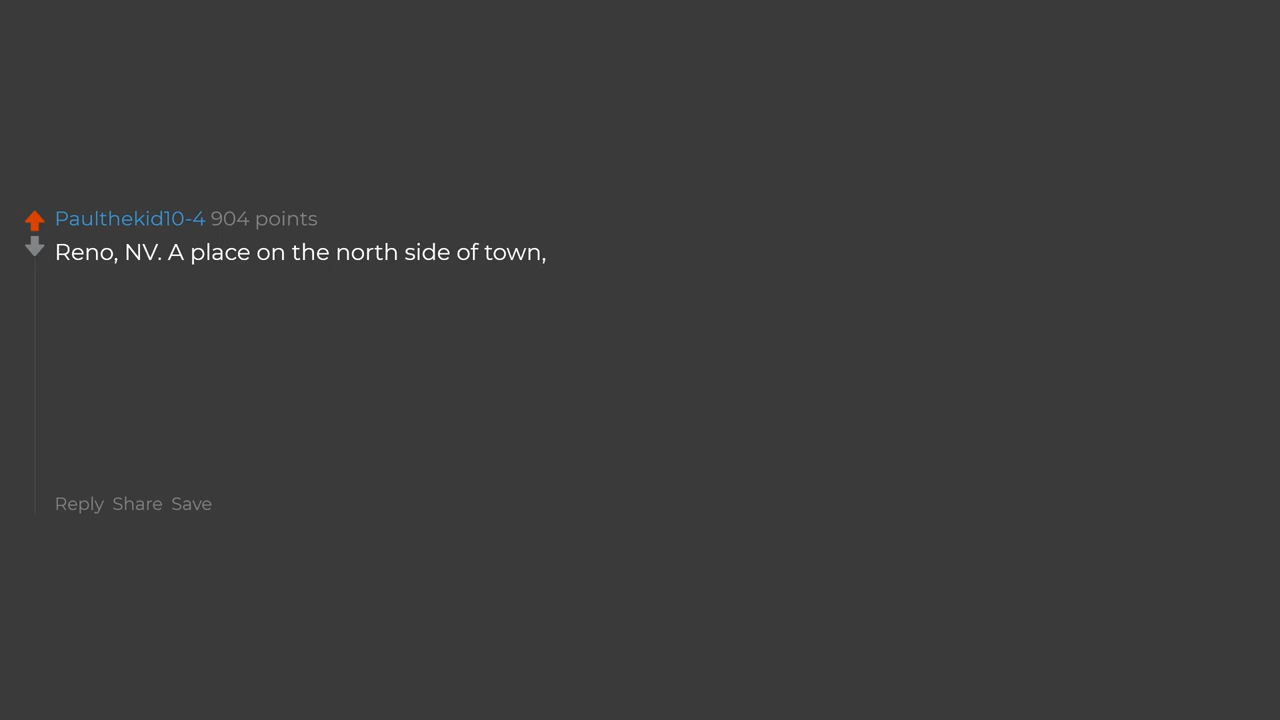 Paulthekid10-4 904 points
Reno, NV. A place on the north side of town,
Reply Share Save